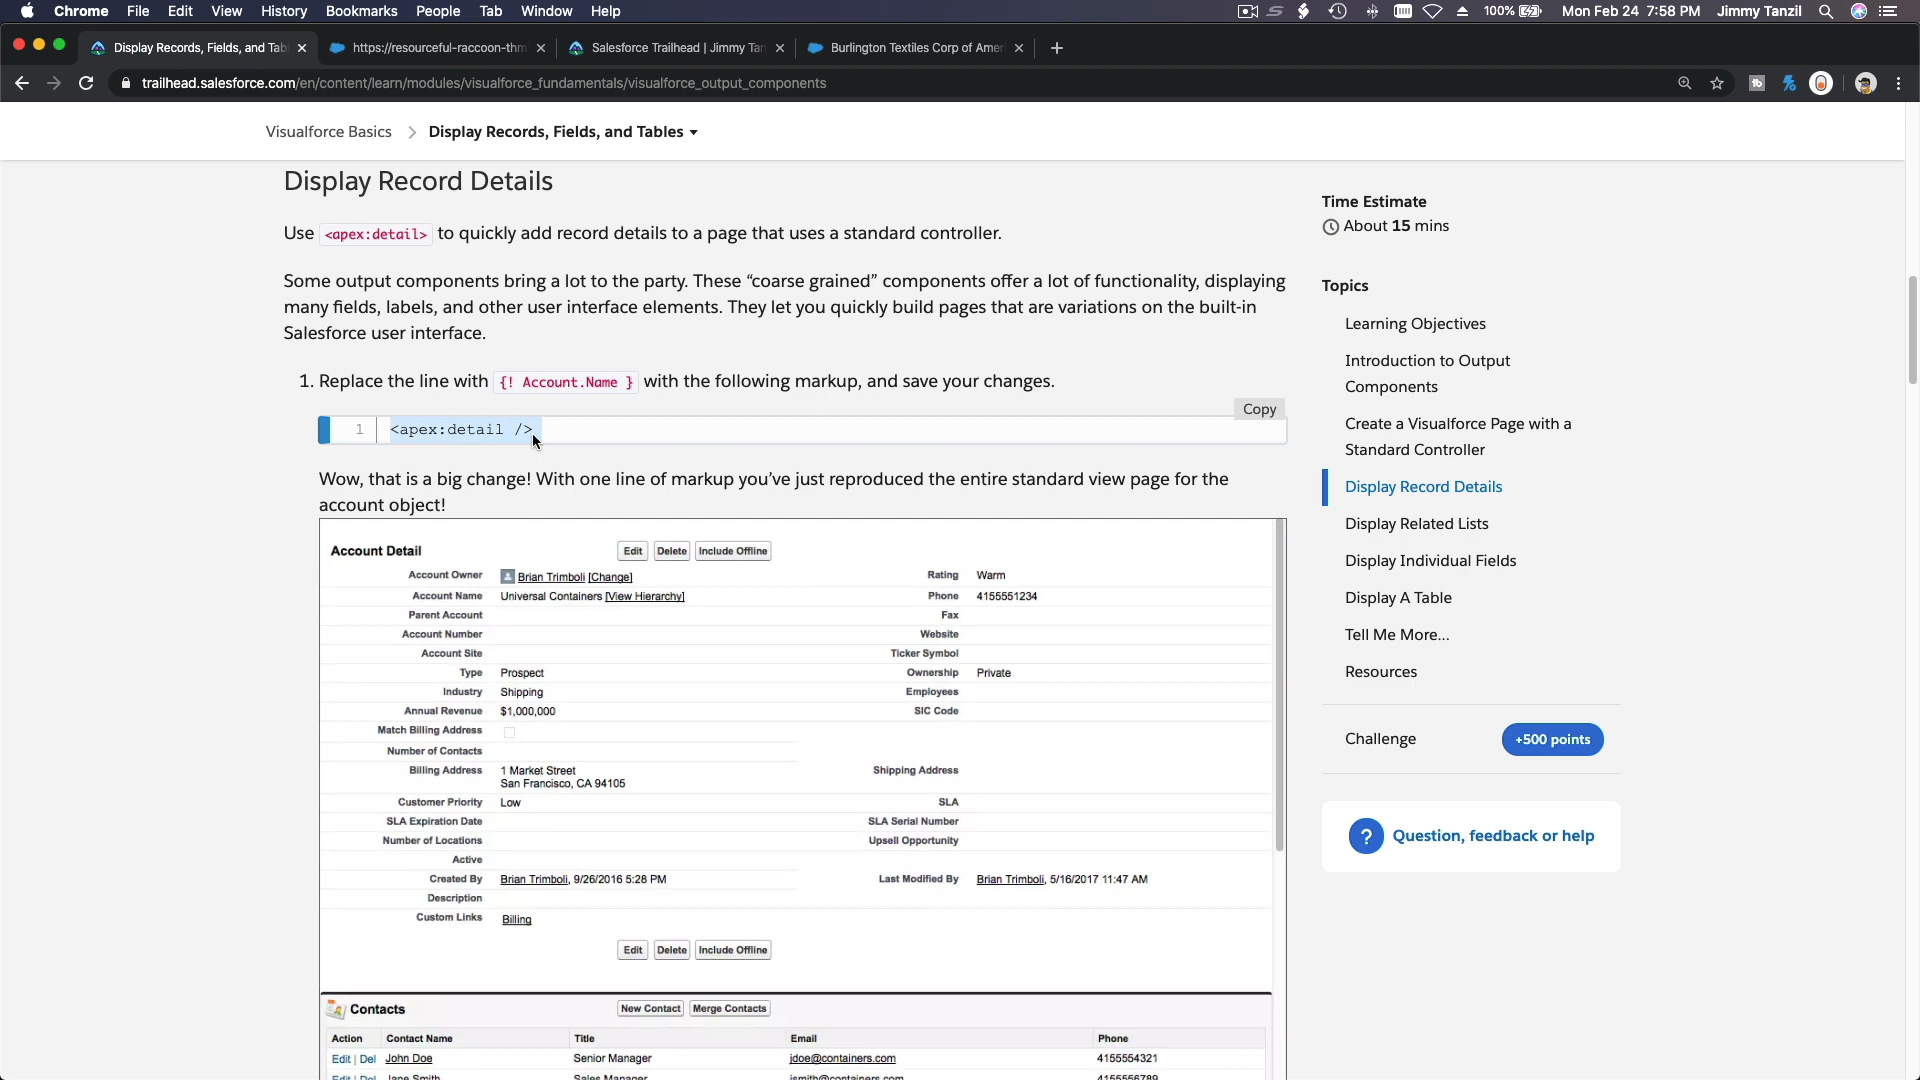 Chrome File Edit View History Bookmarks People Tab Window Help 100% Mon Feb 24 7:58 PM Jimmy Tanzil
Display Records, Fields, and Tab https://resourceful-raccoon-thm Salesforce Trailhead | Jimmy Tan Burlington Textiles Corp of Amer
trailhead.salesforce.com/en/content/learn/modules/visualforce_fundamentals/visualforce_output_components
Visualforce Basics > Display Records, Fields, and Tables
Display Record Details
Use <apex:detail> to quickly add record details to a page that uses a standard controller.
Some output components bring a lot to the party. These “coarse grained” components offer a lot of functionality, displaying
many fields, labels, and other user interface elements. They let you quickly build pages that are variations on the built-in
Salesforce user interface.
1. Replace the line with {! Account.Name } with the following markup, and save your changes.
Copy
1 <apex:detail />
Wow, that is a big change! With one line of markup you’ve just reproduced the entire standard view page for the
account object!
Account Detail Edit Delete Include Offline
Account Owner Brian Trimboli [Change] Rating Warm
Account Name Universal Containers [View Hierarchy] Phone 4155551234
Parent Account Fax
Account Number Website
Account Site Ticker Symbol
Type Prospect Ownership Private
Industry Shipping Employees
Annual Revenue $1,000,000 SIC Code
Match Billing Address
Number of Contacts
Billing Address 1 Market Street Shipping Address
San Francisco, CA 94105
Customer Priority Low SLA
SLA Expiration Date SLA Serial Number
Number of Locations Upsell Opportunity
Active
Created By Brian Trimboli, 9/26/2016 5:28 PM Last Modified By Brian Trimboli, 5/16/2017 11:47 AM
Description
Custom Links Billing
Edit Delete Include Offline
Contacts New Contact Merge Contacts
Action Contact Name Title Email Phone
Edit | Del John Doe Senior Manager jdoe@containers.com 4155554321
Edit | Del Jane Smith Sales Manager jsmith@containers.com 4155556789
Time Estimate
About 15 mins
Topics
Learning Objectives
Introduction to Output
Components
Create a Visualforce Page with a
Standard Controller
Display Record Details
Display Related Lists
Display Individual Fields
Display A Table
Tell Me More...
Resources
Challenge +500 points
? Question, feedback or help